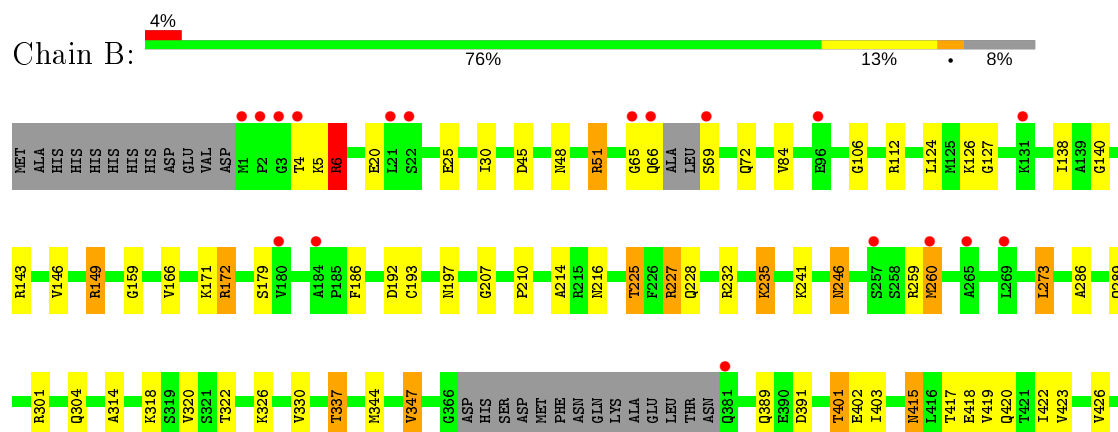 4%
Chain B:
76% 13% • 8%
MET ALA HIS HIS HIS HIS HIS HIS ASP GLU VAL ASP M1 P2 G3 T4 K5 R6 E20 L21 S22 E25 I30 D45 N48 R51 G65 Q66 ALA LEU S69 Q72 V84 E96 G106 R112 L124 M125 K126 G127 K131 I138 A139 G140
R143 V146 R149 G159 V166 K171 R172 S179 V180 A184 P185 F186 D192 C193 N197 G207 P210 A214 R215 N216 T225 F226 R227 Q228 R232 K235 K241 N246 S257 S258 R259 M260 A265 L269 L273 A286
R301 Q304 A314 K318 S319 V320 S321 T322 K326 V330 T337 M344 V347 G366 ASP HIS SER ASP MET PHE ASN GLN LYS ALA GLU LEU THR ASN Q381 Q389 E390 D391 T401 E402 I403 N415 L416 T417 E418 V419 Q420 T421 I422 V423 V426